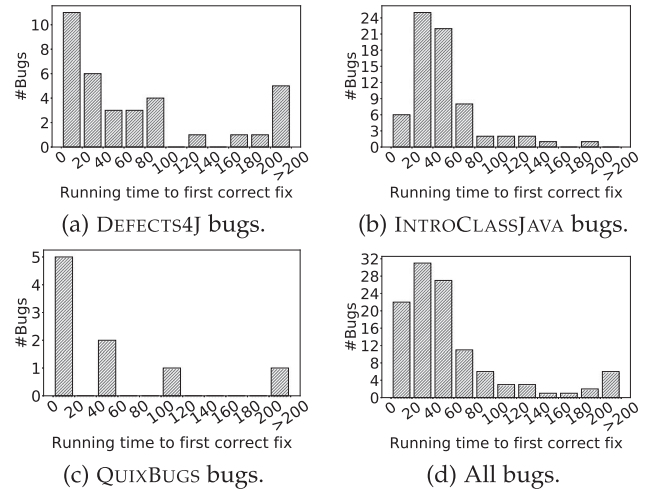 10
8
6
4
2
0
#Bugs
0 20 40 60 80 100 120 140 160 180 200 >200
Running time to first correct fix
(a) DEFECTS4J bugs.
24
21
18
15
12
9
6
3
0
#Bugs
0 20 40 60 80 100 120 140 160 180 200 >200
Running time to first correct fix
(b) INTROCLASSJAVA bugs.
5
4
3
2
1
0
#Bugs
0 20 40 60 80 100 120 140 160 180 200 >200
Running time to first correct fix
(c) QUIXBUGS bugs.
32
28
24
20
16
12
8
4
0
#Bugs
0 20 40 60 80 100 120 140 160 180 200 >200
Running time to first correct fix
(d) All bugs.